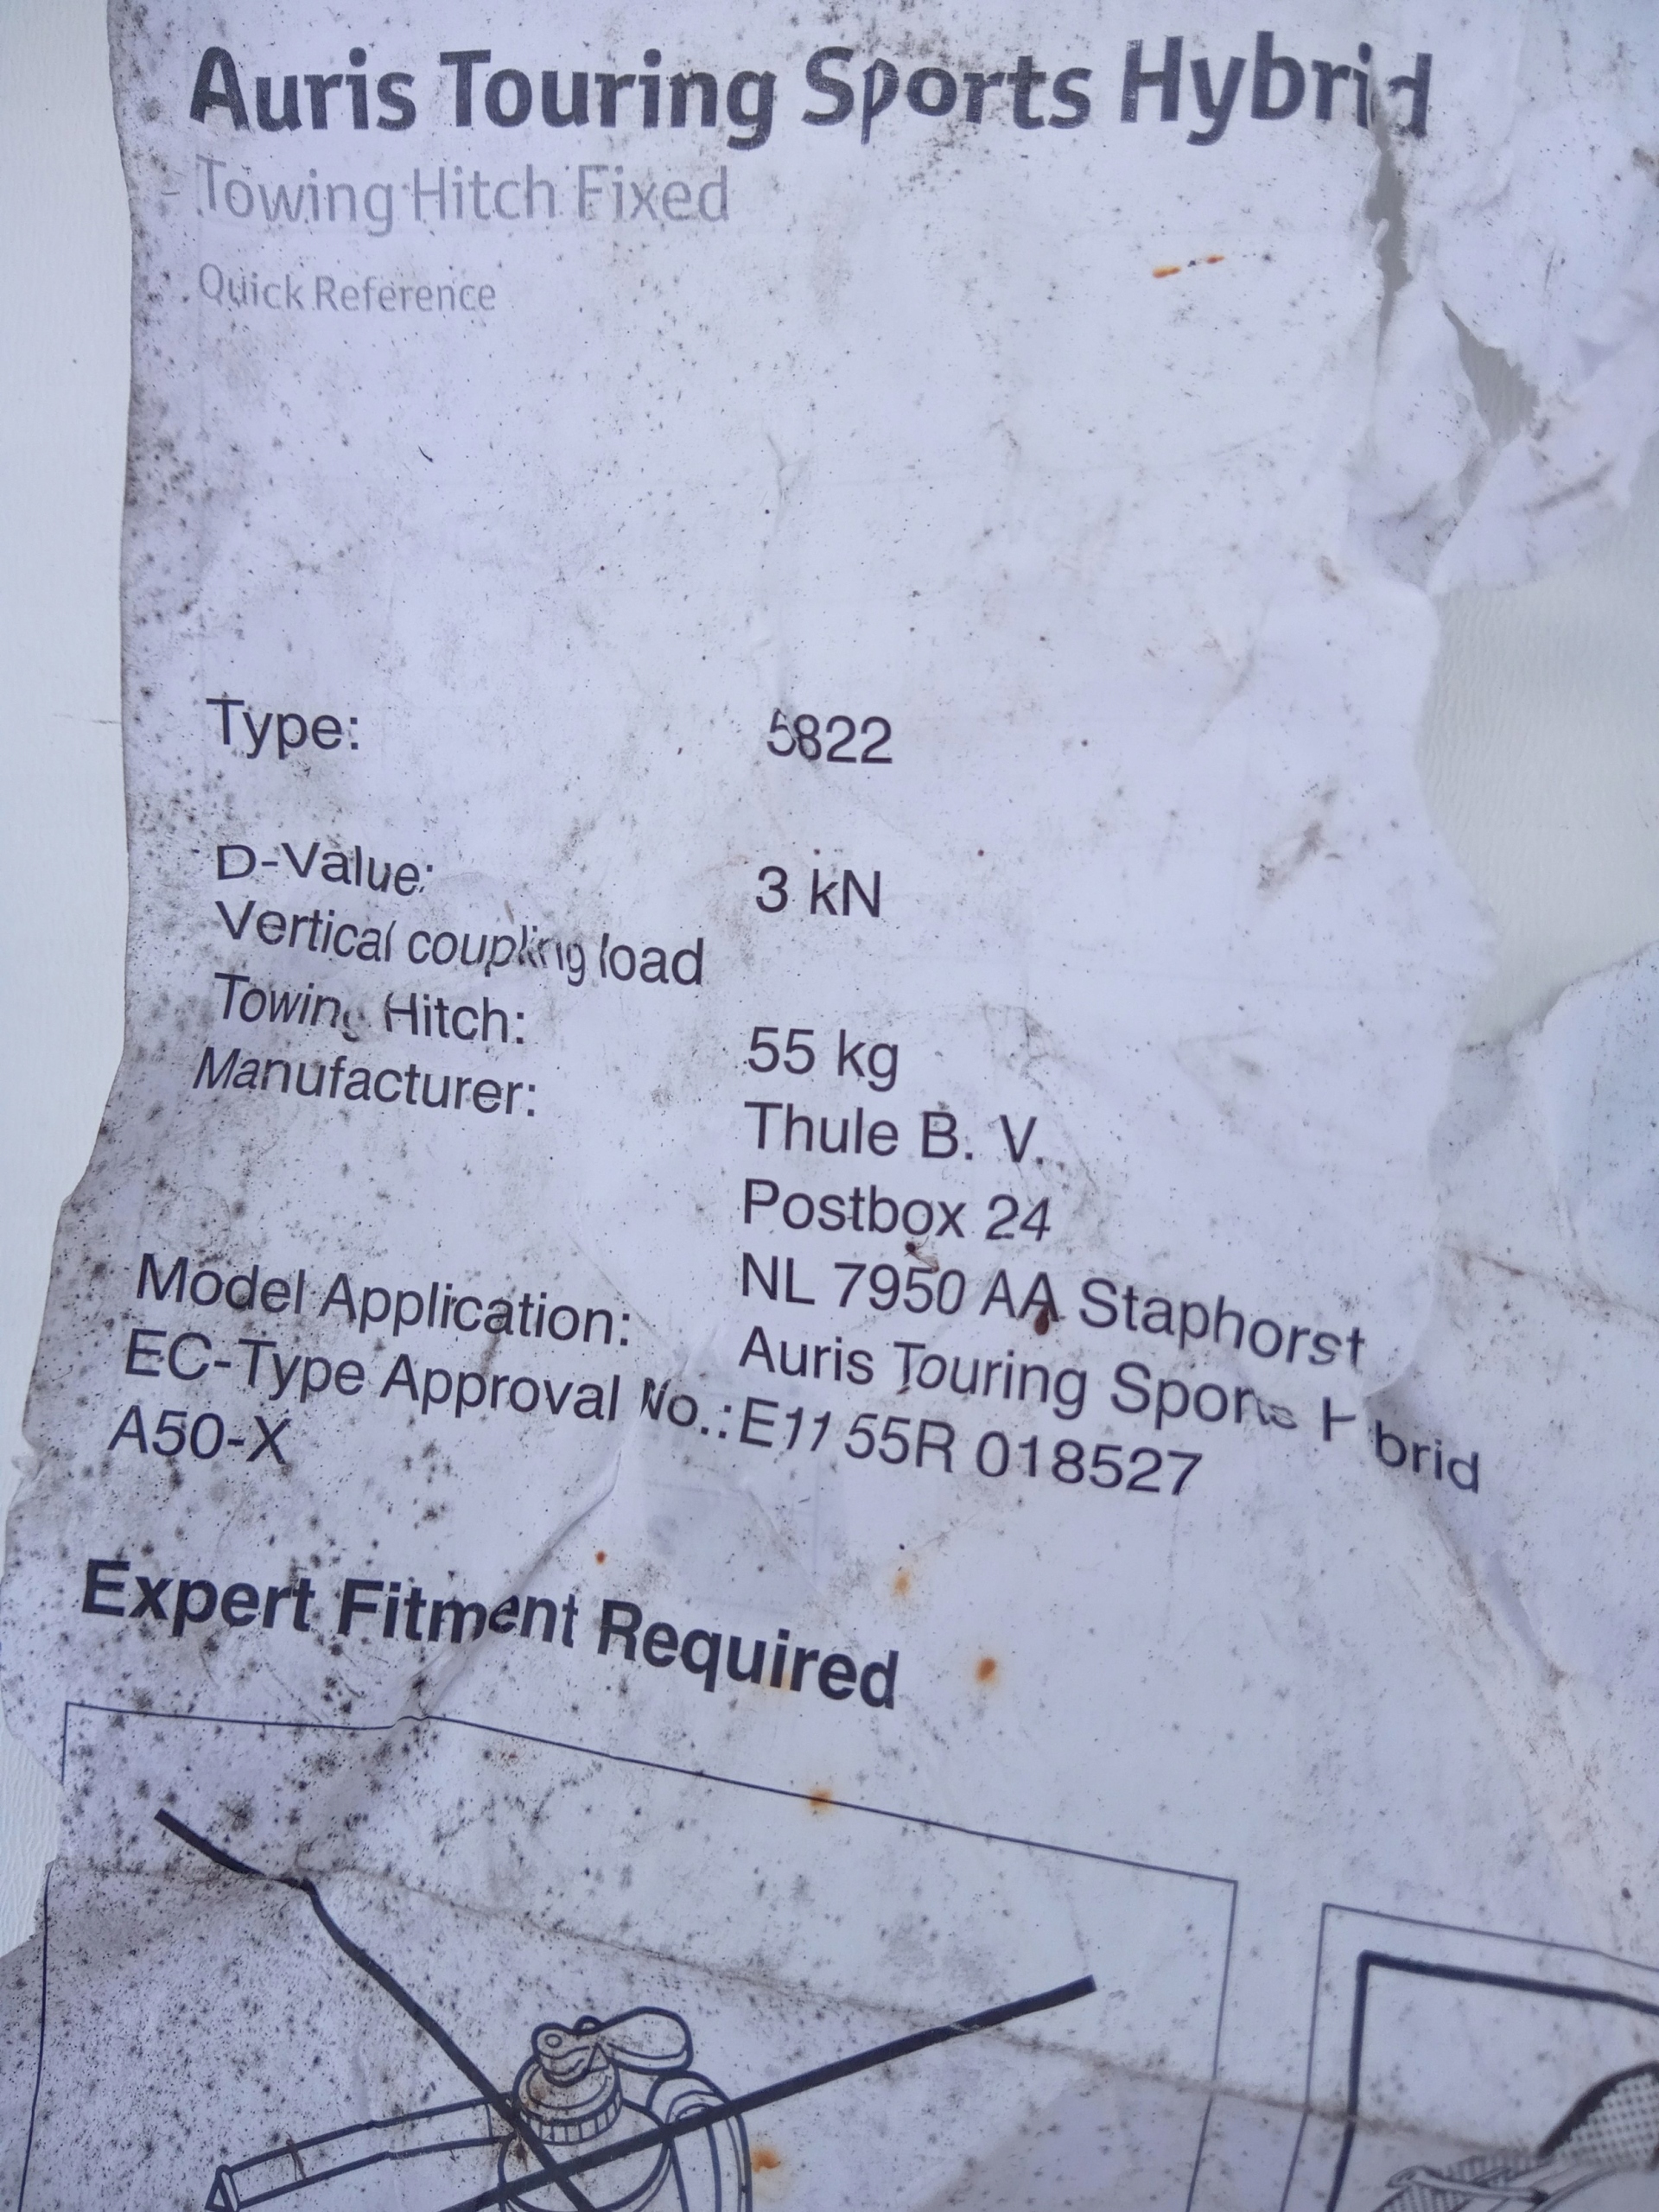 Auris Touring Sports Hybrid
Towing Hitch Fixed
Quick Reference
Type: 5822
D-Value: 3 kN
Vertical coupling load
Towing Hitch: 55 kg
Manufacturer: Thule B. V.
Postbox 24
NL 7950 AA Staphorst
Model Application: Auris Touring Sports Hybrid
EC-Type Approval No.: E11 55R 018527
A50-X
Expert Fitment Required